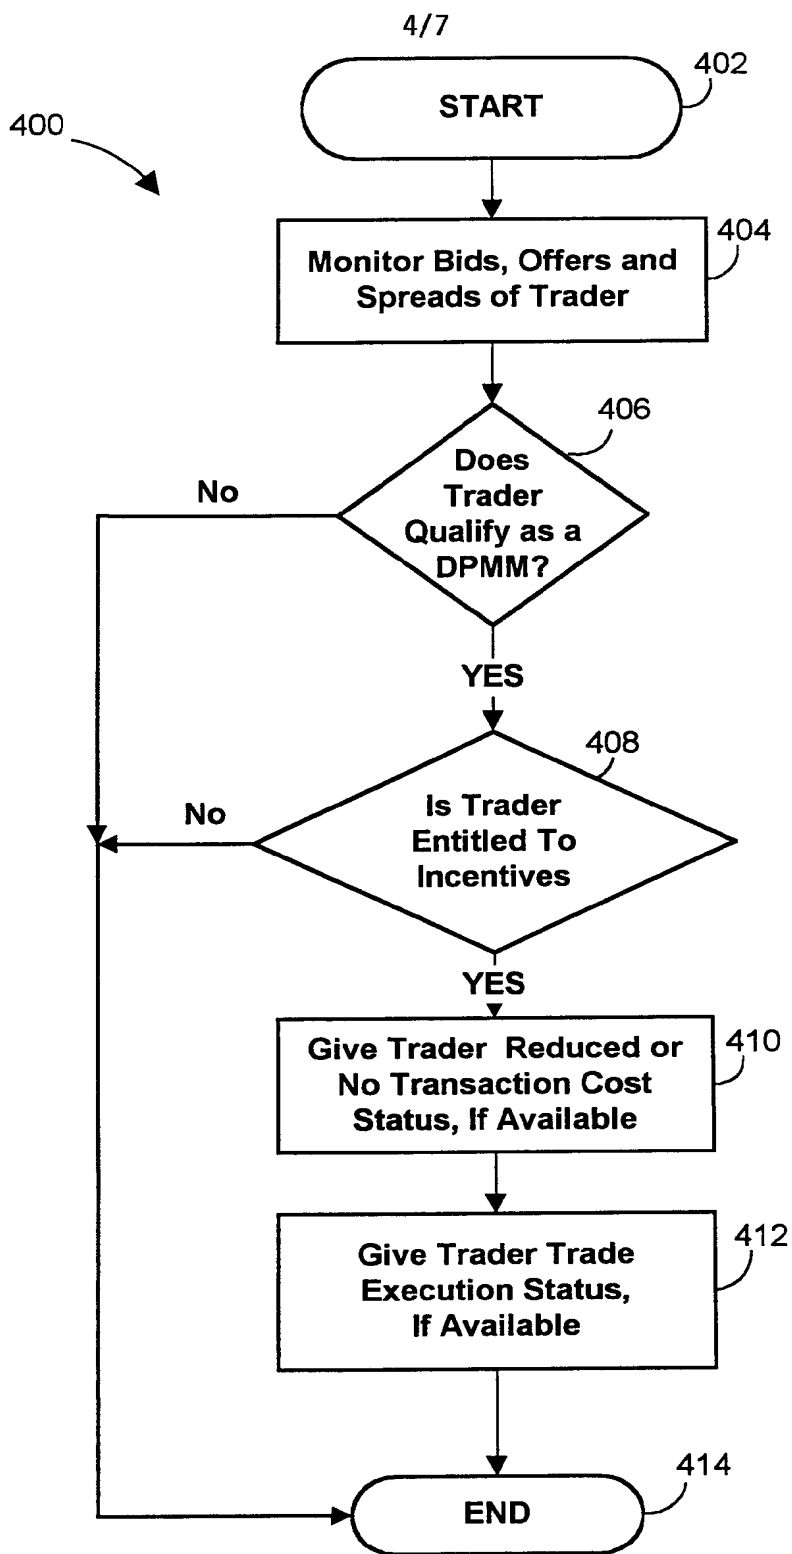 4/7
402
START
400
404
Monitor Bids, Offers and
Spreads of Trader
406
Does
Trader
Qualify as a
DPMM?
No
YES
408
Is Trader
Entitled To
Incentives
No
YES
410
Give Trader Reduced or
No Transaction Cost
Status, If Available
412
Give Trader Trade
Execution Status,
If Available
414
END